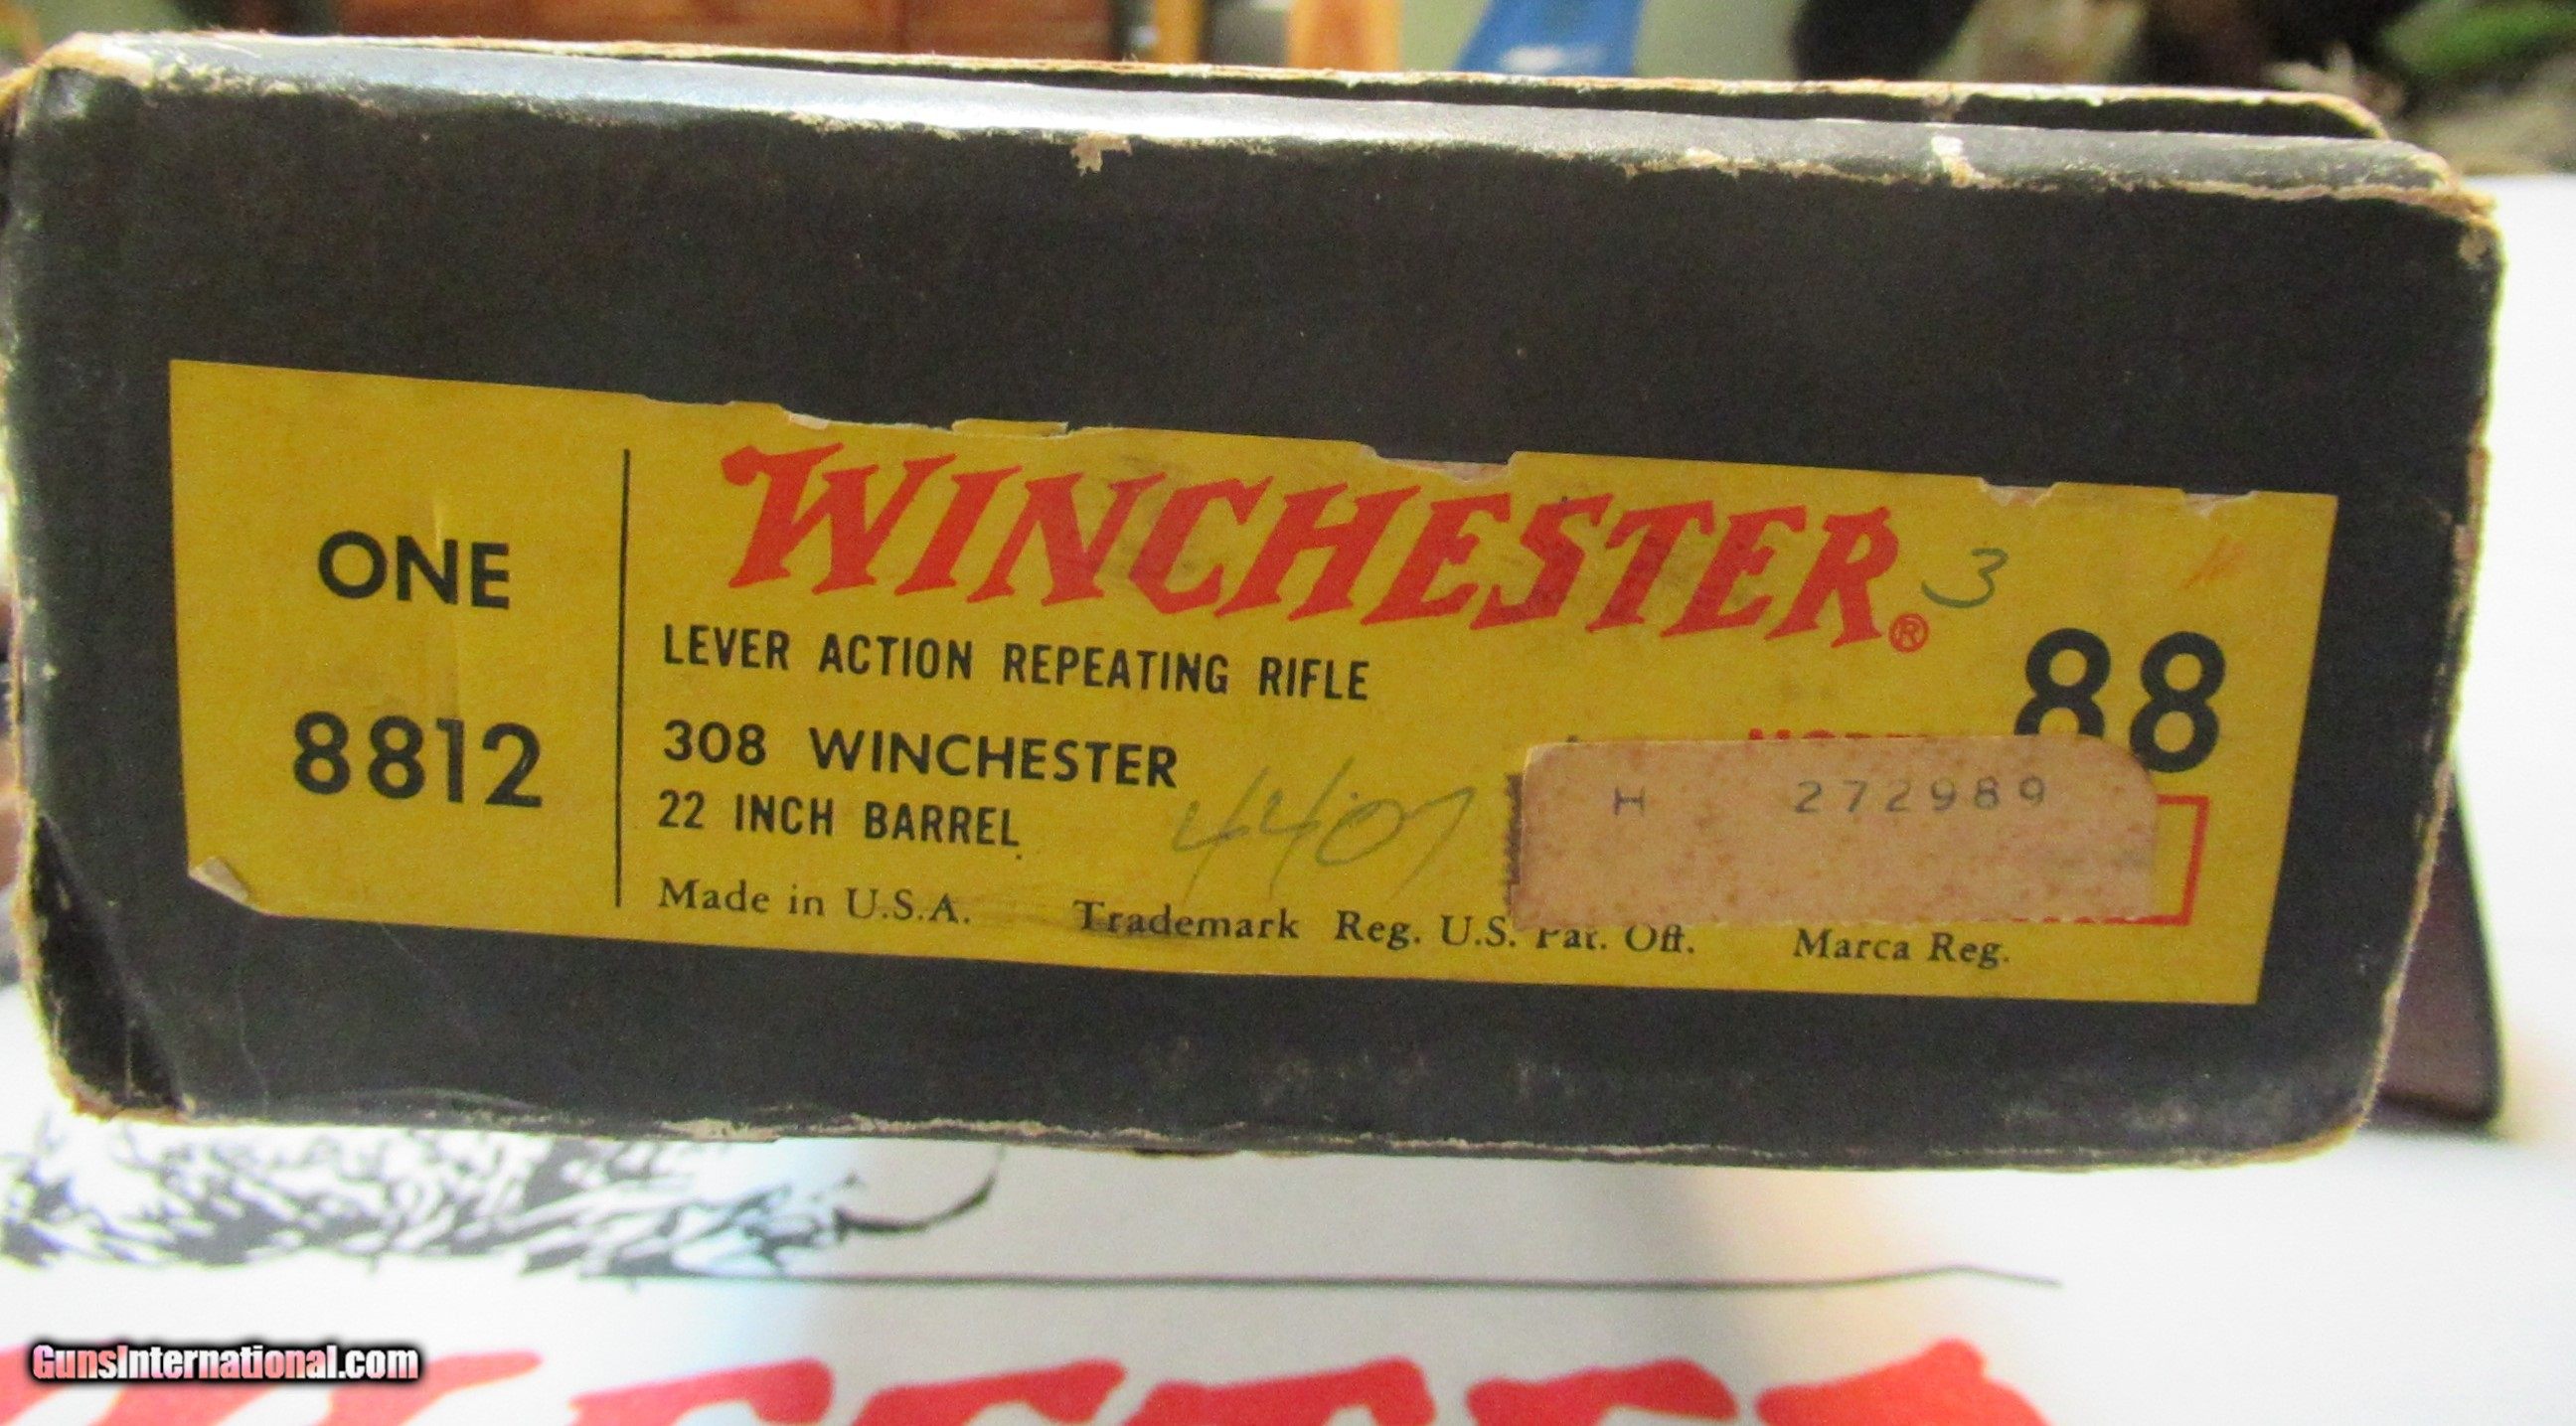 ONE
8812
WINCHESTER®
3
LEVER ACTION REPEATING RIFLE
88
308 WINCHESTER
22 INCH BARREL
4407
H 272989
Made in U.S.A. Trademark Reg. U.S. Pat. Off. Marca Reg.
GunsInternational.com